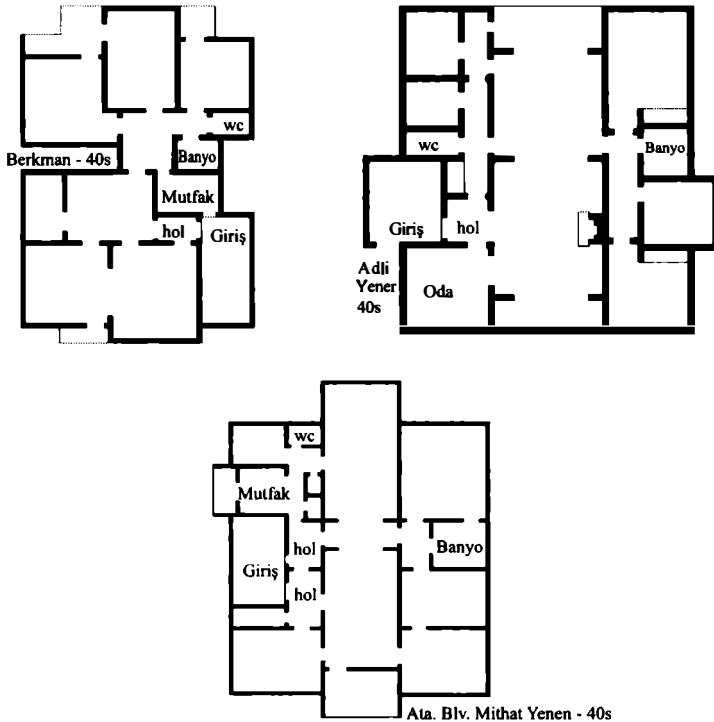 wc
Berkman - 40s
Banyo
Mutfak
hol
Giriş
wc
Banyo
Giriş
hol
Adli
Yener
40s
Oda
wc
Mutfak
hol
Banyo
Giriş
hol
Ata. Blv. Mithat Yenen - 40s